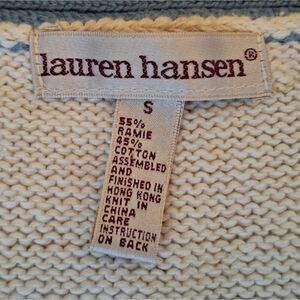 lauren hansen®
S
55%
RAMIE
45%
COTTON
ASSEMBLED
AND
FINISHED IN
HONG KONG
KNIT IN
CHINA
CARE
INSTRUCTION
ON BACK